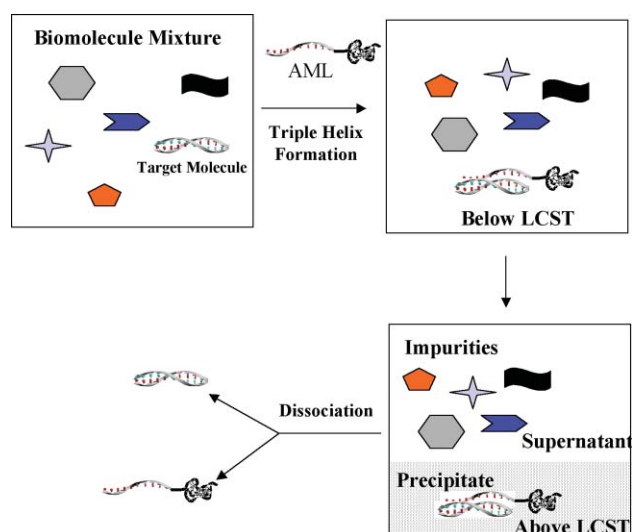 Biomolecule Mixture
Target Molecule
AML
Triple Helix
Formation
Below LCST
Impurities
Supernatant
Precipitate
Above LCST
Dissociation